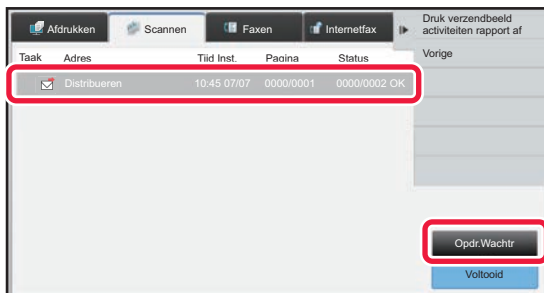 Afdrukken Scannen Faxen Internetfax
Taak Adres Tijd Inst. Pagina Status
Distribueren 10:45 07/07 0000/0001 0000/0002 OK
Druk verzendbeeld
activiteiten rapport af
Vorige
Opdr.Wachtr
Voltooid